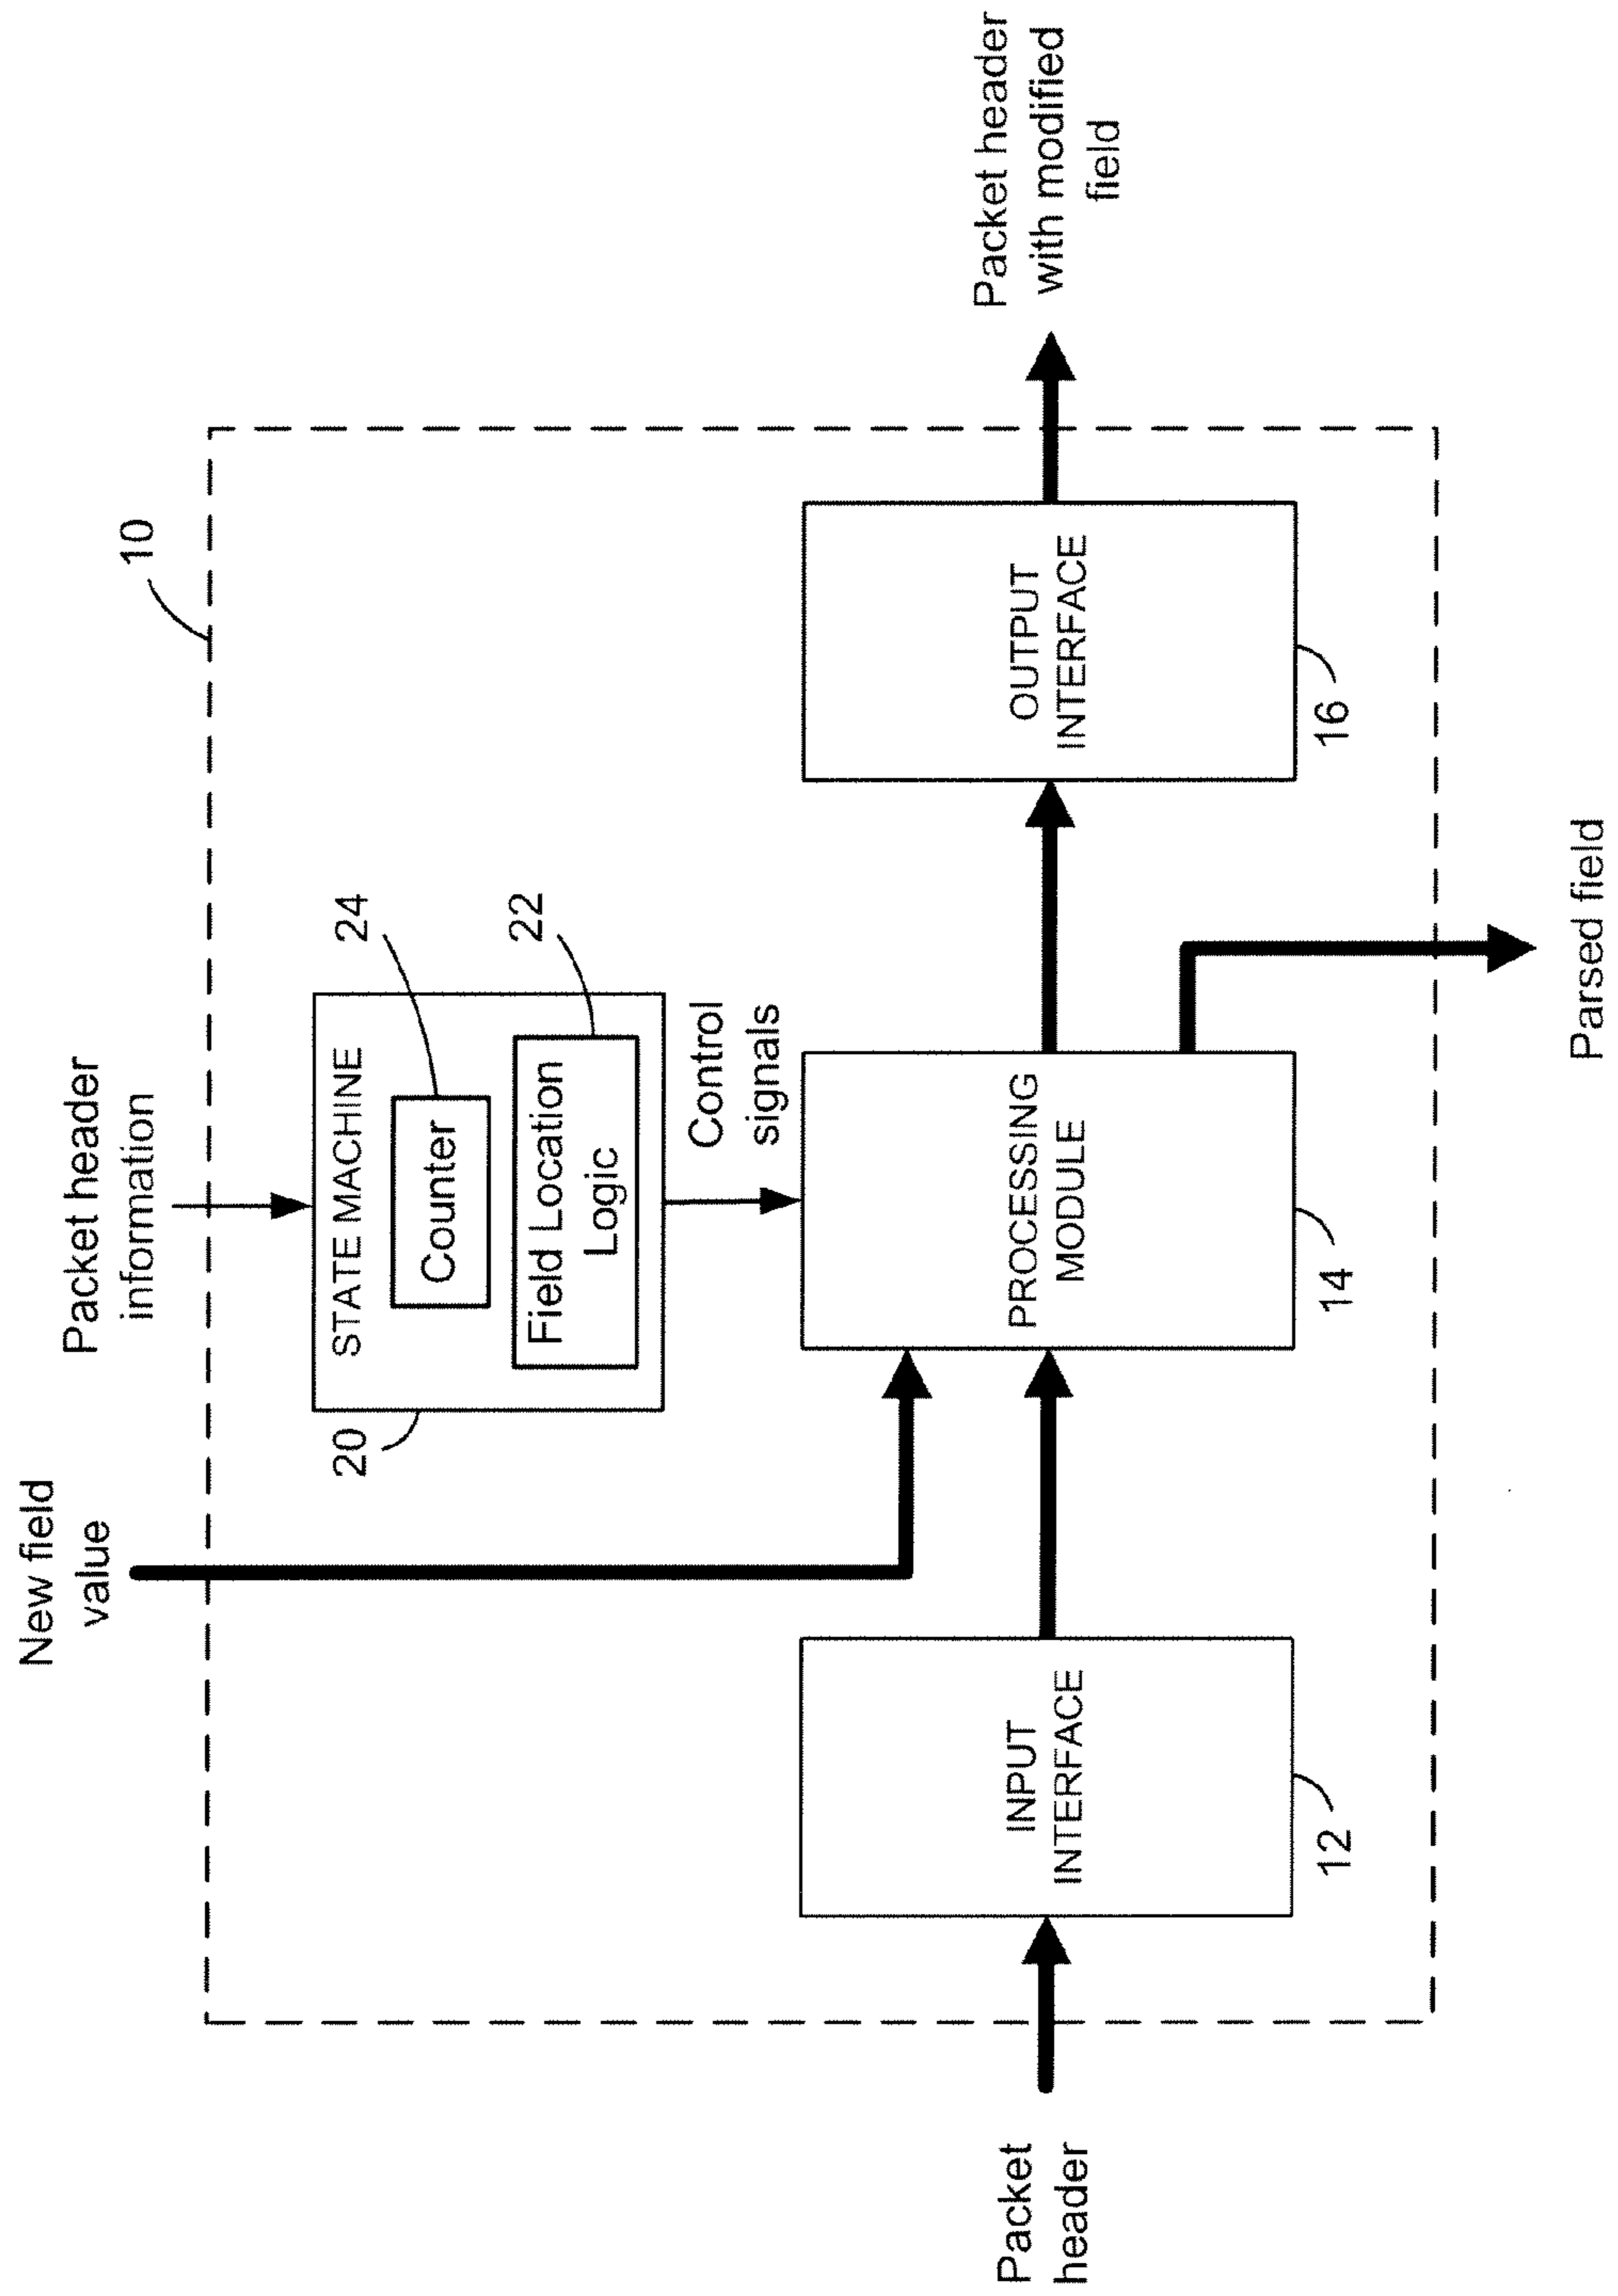 New field
value
Packet header
information
10
STATE MACHINE
24
Counter
22
Field Location
Logic
20
Control
signals
Packet
header
INPUT
INTERFACE
12
PROCESSING
MODULE
14
OUTPUT
INTERFACE
16
Packet header
with modified
field
Parsed field